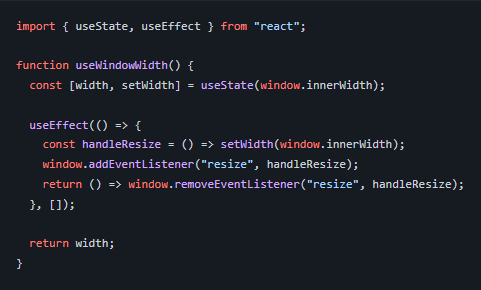 import { useState, useEffect } from "react";

function useWindowWidth() {
  const [width, setWidth] = useState(window.innerWidth);

  useEffect(() => {
    const handleResize = () => setWidth(window.innerWidth);
    window.addEventListener("resize", handleResize);
    return () => window.removeEventListener("resize", handleResize);
  }, []);

  return width;
}